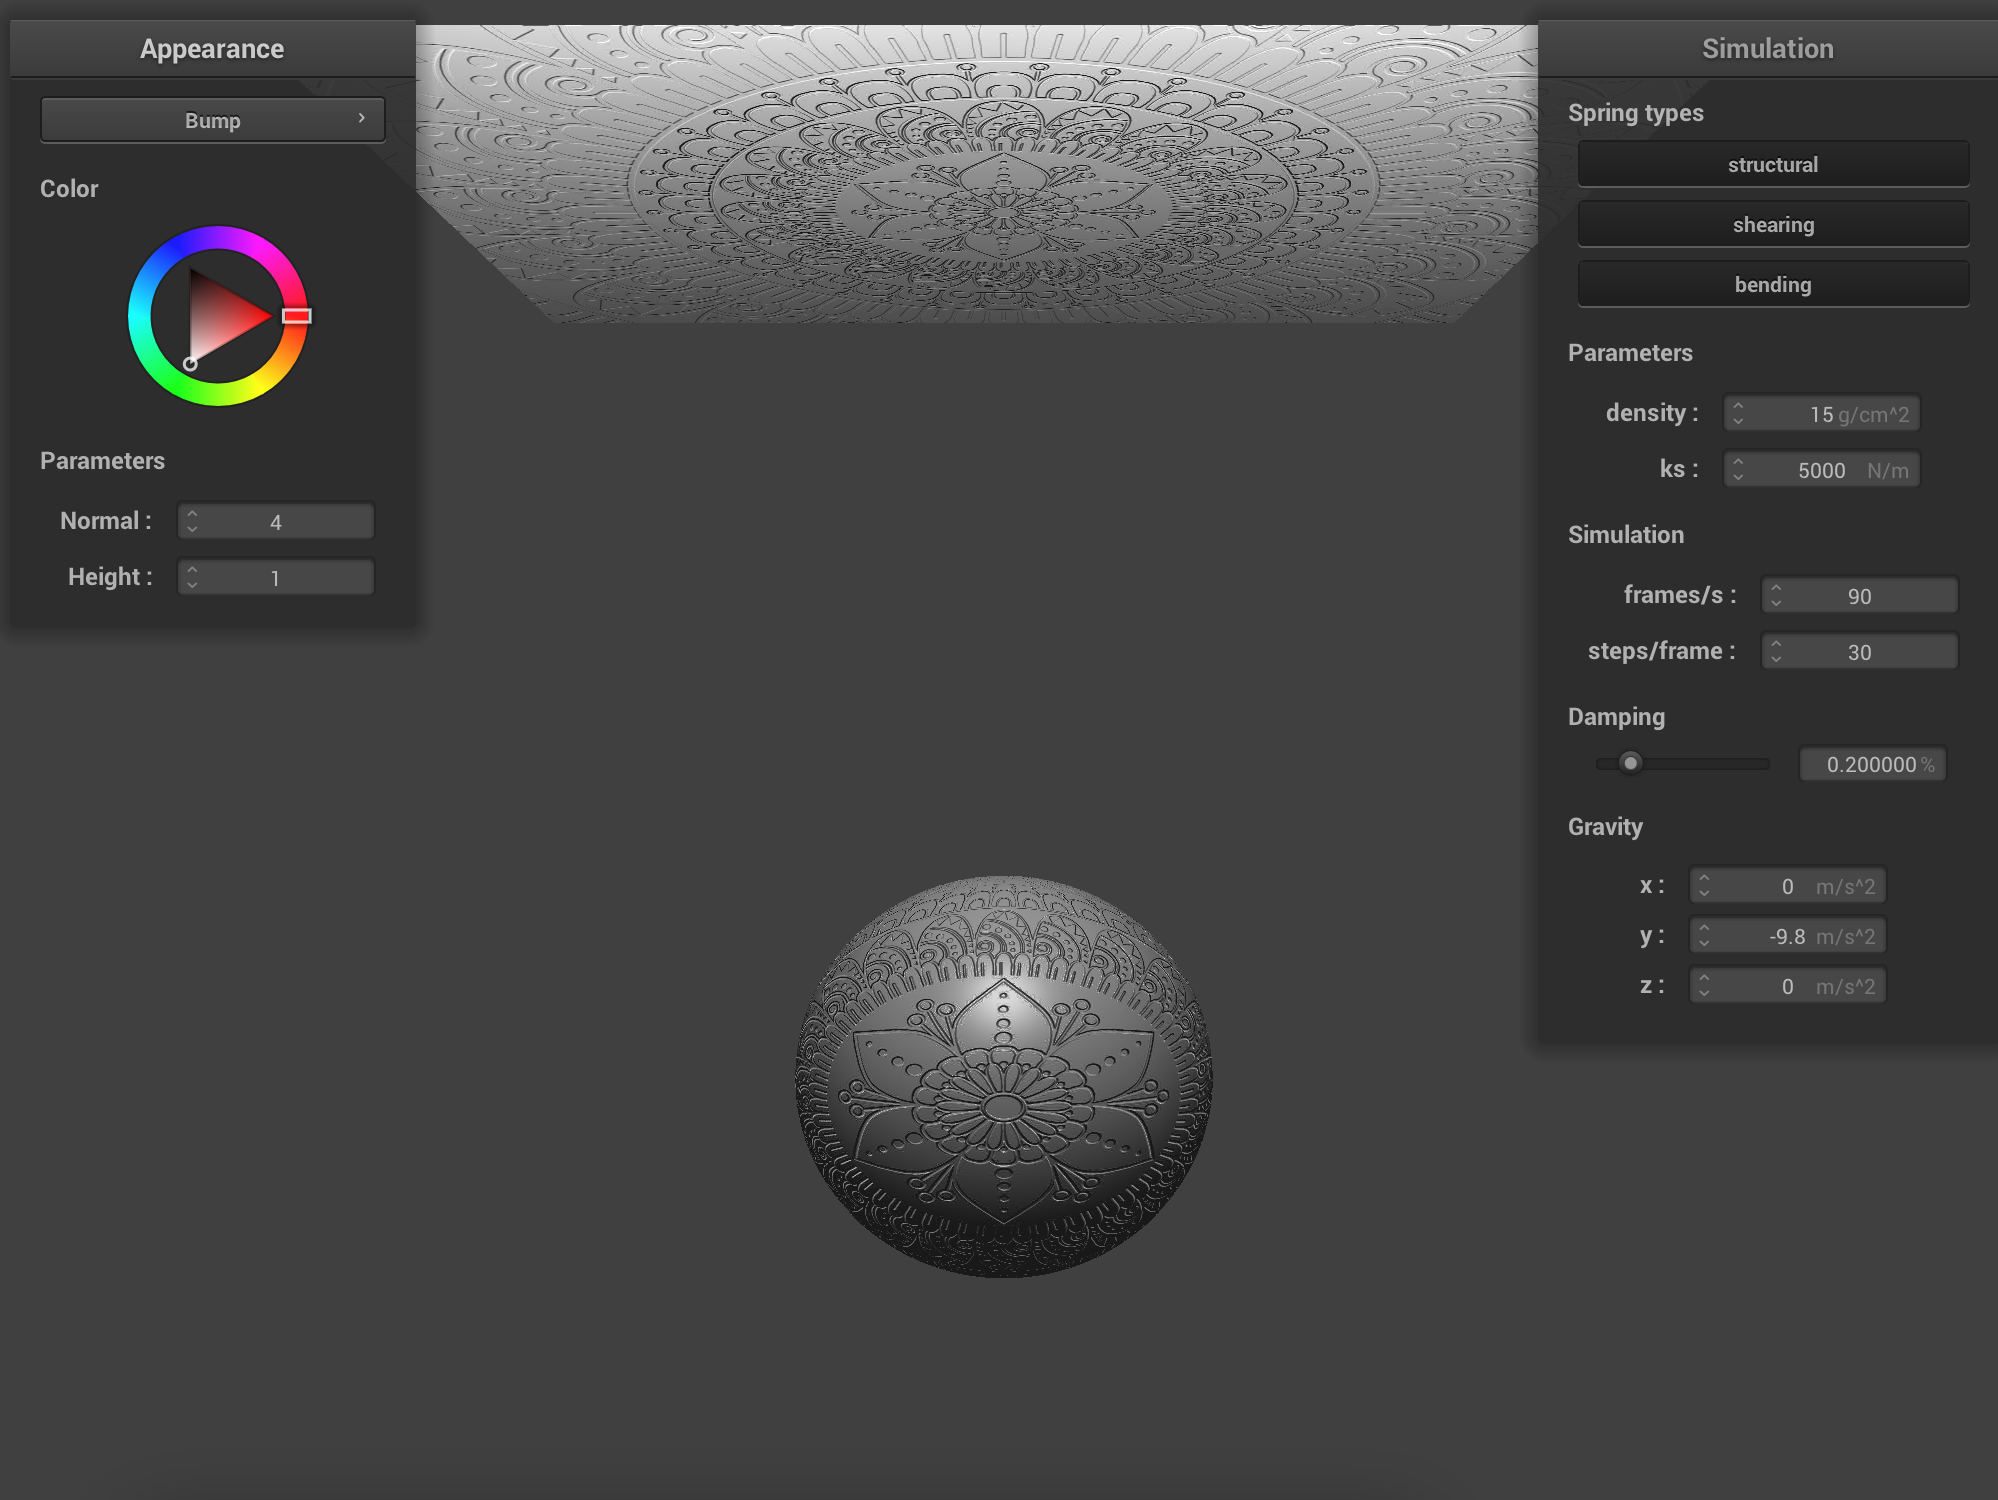 Appearance
Bump
Color
Parameters
Normal : 4
Height : 1
Simulation
Spring types
structural
shearing
bending
Parameters
density : 15 g/cm^2
ks : 5000 N/m
Simulation
frames/s : 90
steps/frame : 30
Damping
0.200000 %
Gravity
x : 0 m/s^2
y : -9.8 m/s^2
z : 0 m/s^2